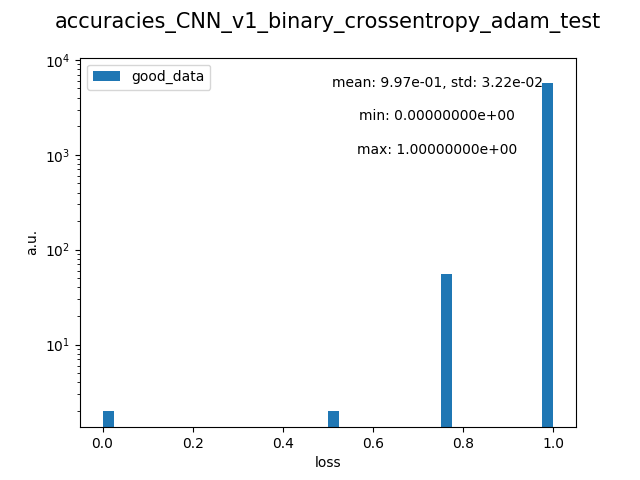 accuracies_CNN_v1_binary_crossentropy_adam_test
good_data
mean: 9.97e-01, std: 3.22e-02
min: 0.00000000e+00
max: 1.00000000e+00
a.u.
10⁴
10³
10²
10¹
0.0 0.2 0.4 0.6 0.8 1.0
loss